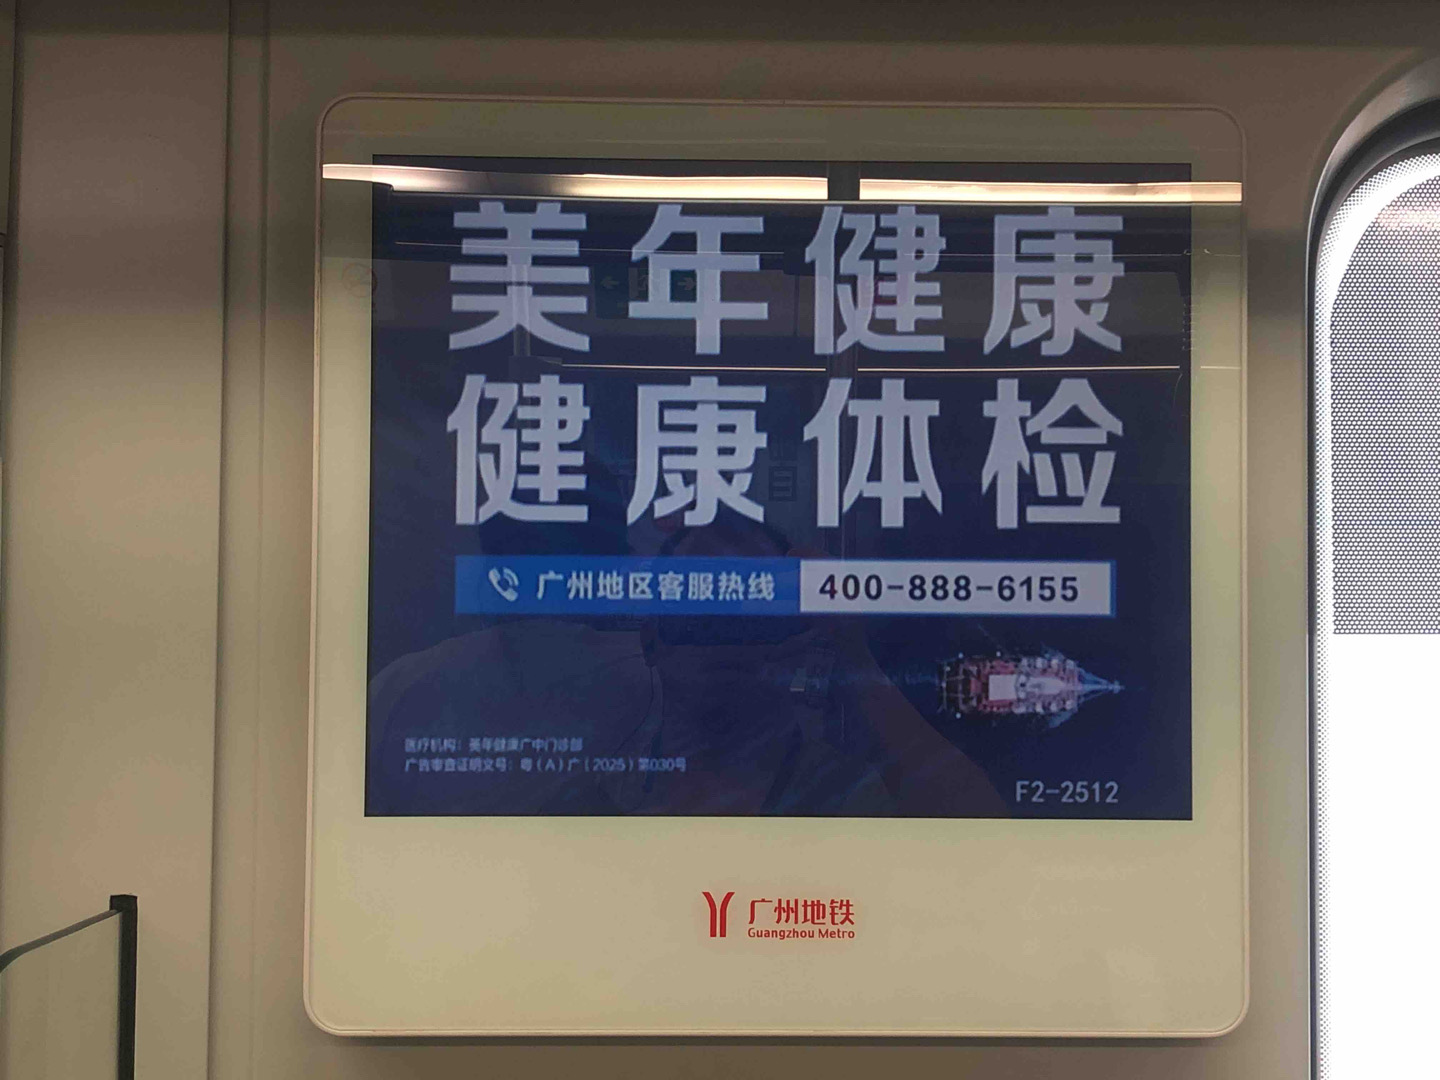 美年健康
健康体检
广州地区客服热线 400-888-6155
医疗机构：美年健康广中门诊部
广告审查证明文号：粤（A）广（2025）第030号
F2-2512
广州地铁
Guangzhou Metro